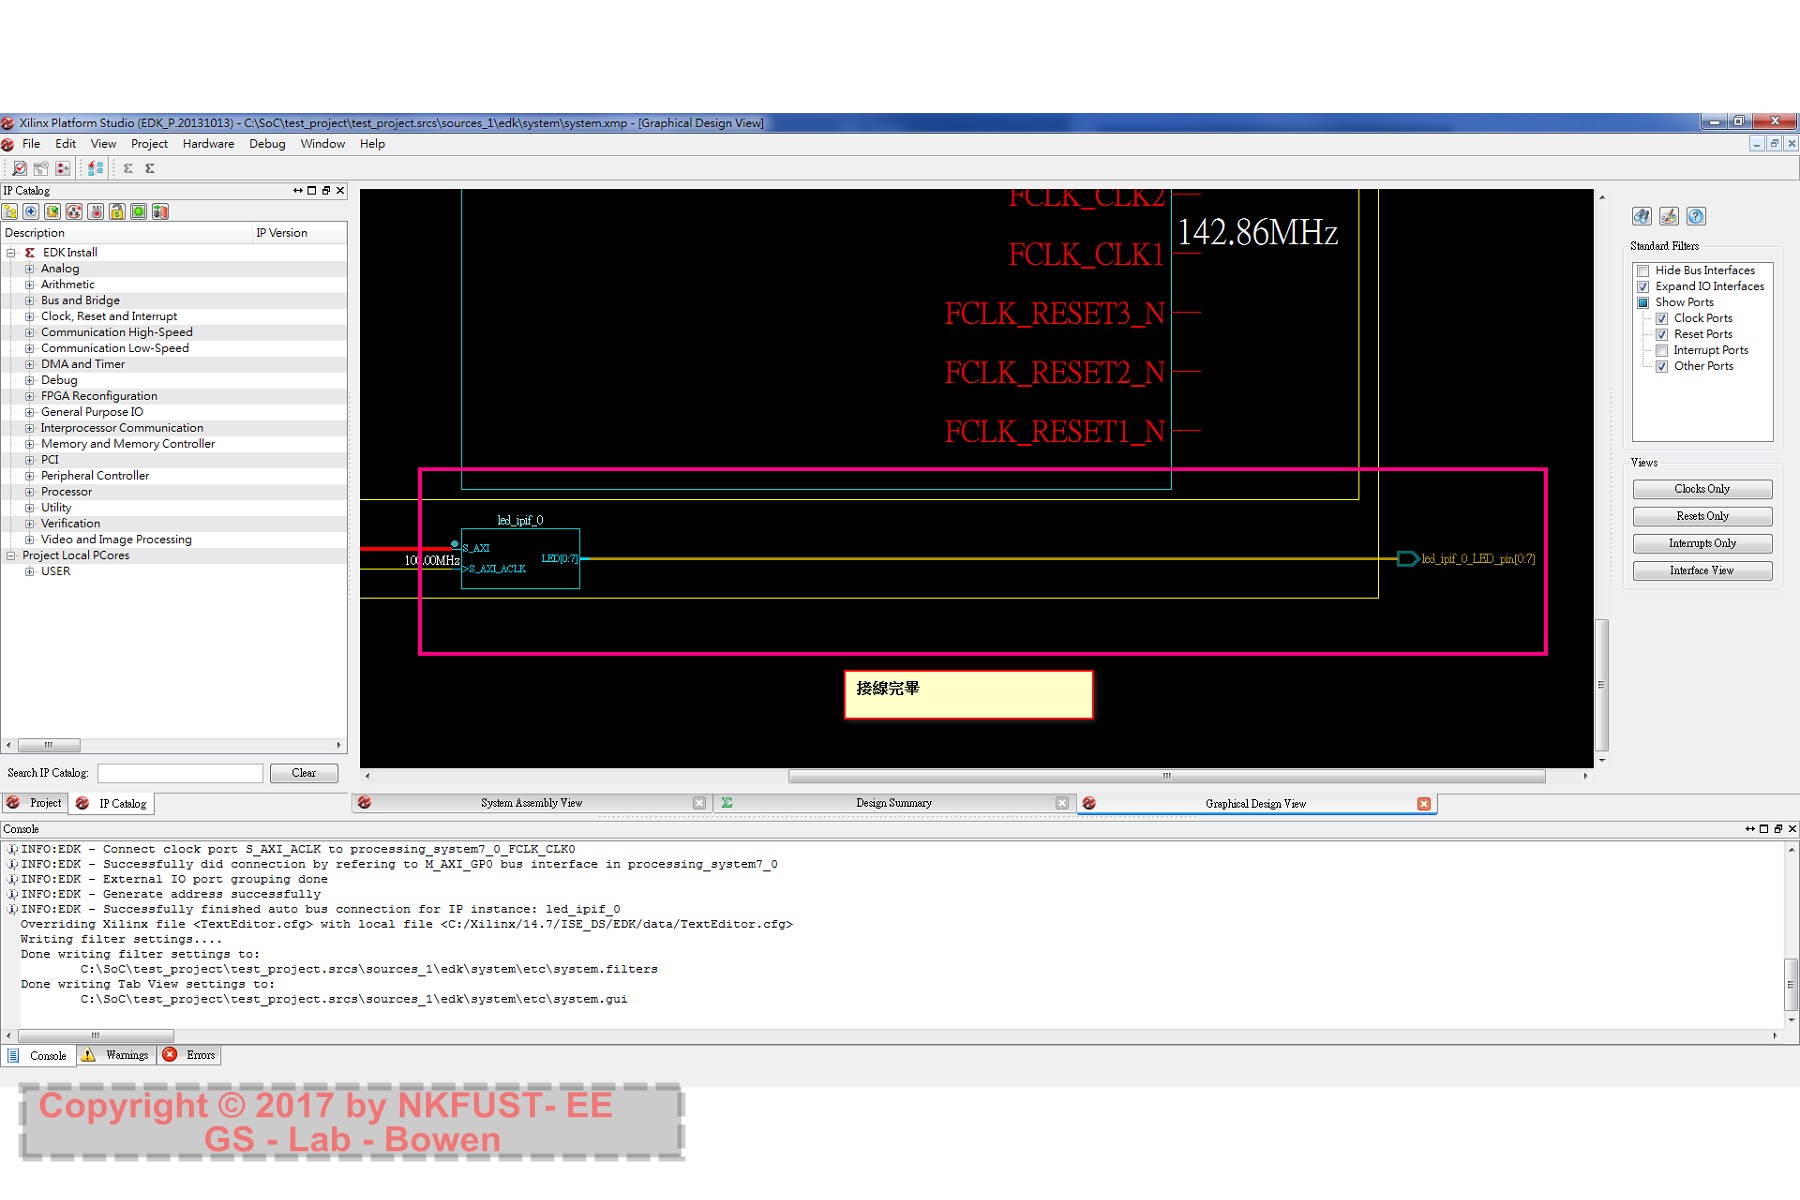 Xilinx Platform Studio (EDK_P.20131013) - C:\SoC\test_project\test_project.srcs\sources_1\edk\system\system.xmp - [Graphical Design View]
File Edit View Project Hardware Debug Window Help
IP Catalog
Description IP Version
EDK Install
Analog
Arithmetic
Bus and Bridge
Clock, Reset and Interrupt
Communication High-Speed
Communication Low-Speed
DMA and Timer
Debug
FPGA Reconfiguration
General Purpose IO
Interprocessor Communication
Memory and Memory Controller
PCI
Peripheral Controller
Processor
Utility
Verification
Video and Image Processing
Project Local PCores
USER
Search IP Catalog: Clear
Project IP Catalog
FCLK_CLK2
142.86MHz
FCLK_CLK1
FCLK_RESET3_N
FCLK_RESET2_N
FCLK_RESET1_N
led_ipif_0
S_AXI
100.00MHz
LED[0:7]
S_AXI_ACLK
led_ipif_0_LED_pin[0:7]
接線完畢
Standard Filters
Hide Bus Interfaces
Expand IO Interfaces
Show Ports
Clock Ports
Reset Ports
Interrupt Ports
Other Ports
Views
Clocks Only
Resets Only
Interrupts Only
Interface View
System Assembly View Design Summary Graphical Design View
Console
INFO:EDK - Connect clock port S_AXI_ACLK to processing_system7_0_FCLK_CLK0
INFO:EDK - Successfully did connection by refering to M_AXI_GP0 bus interface in processing_system7_0
INFO:EDK - External IO port grouping done
INFO:EDK - Generate address successfully
INFO:EDK - Successfully finished auto bus connection for IP instance: led_ipif_0
Overriding Xilinx file <TextEditor.cfg> with local file <C:/Xilinx/14.7/ISE_DS/EDK/data/TextEditor.cfg>
Writing filter settings....
Done writing filter settings to:
C:\SoC\test_project\test_project.srcs\sources_1\edk\system\etc\system.filters
Done writing Tab View settings to:
C:\SoC\test_project\test_project.srcs\sources_1\edk\system\etc\system.gui
Console Warnings Errors
Copyright © 2017 by NKFUST- EE
GS - Lab - Bowen